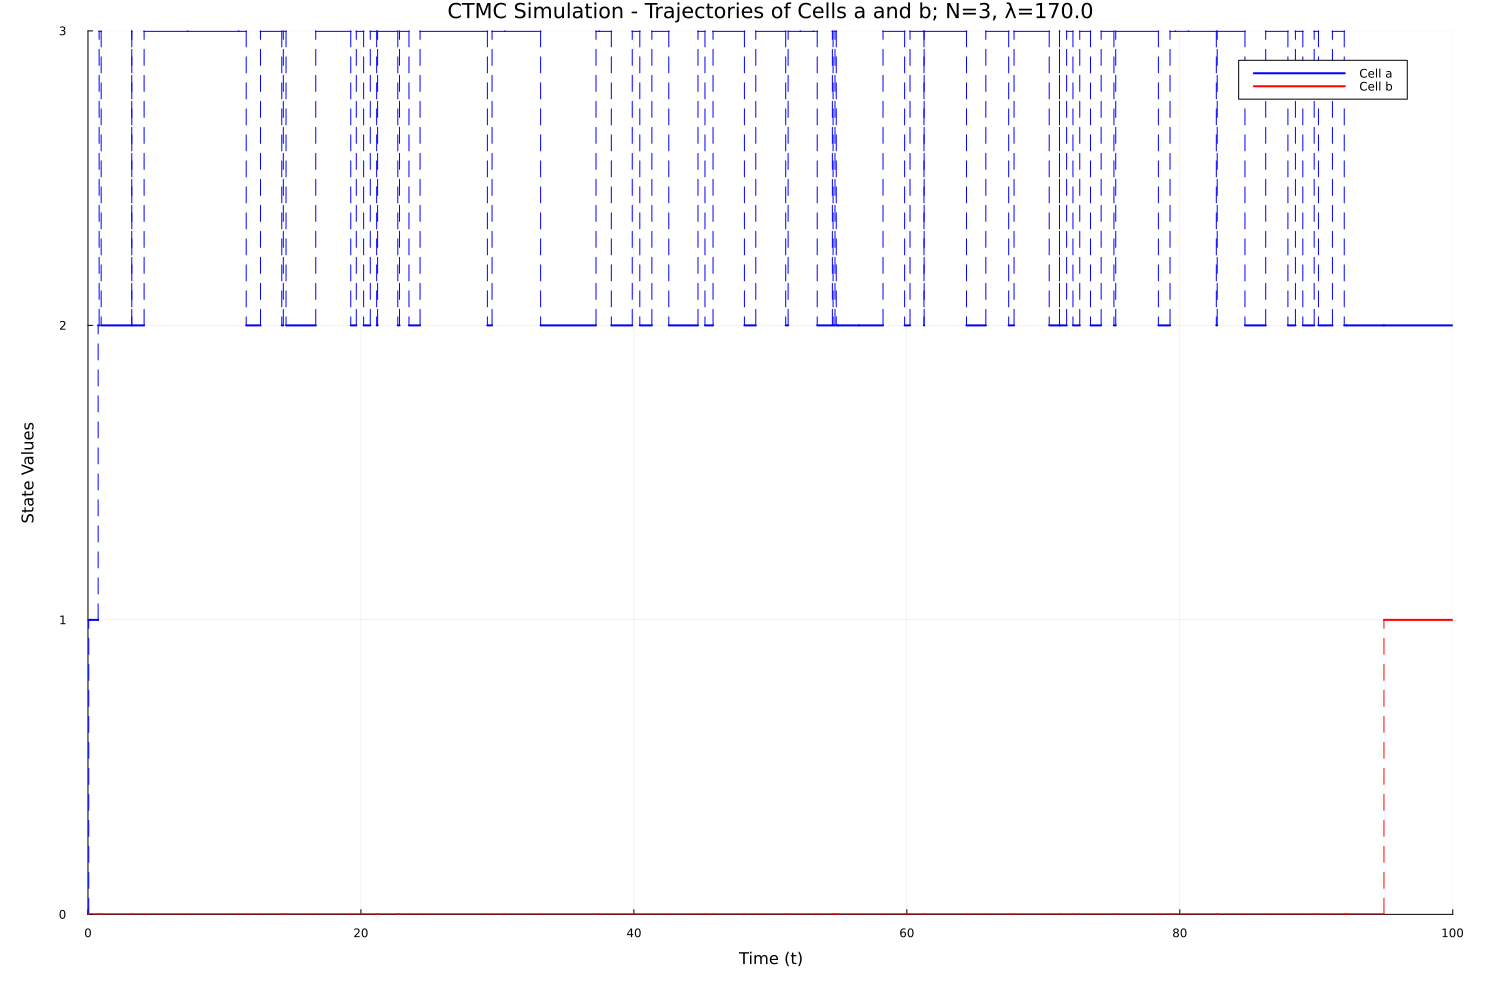 CTMC Simulation - Trajectories of Cells a and b; N=3, λ=170.0
3
Cell a
Cell b
2
State Values
1
0
0 20 40 60 80 100
Time (t)